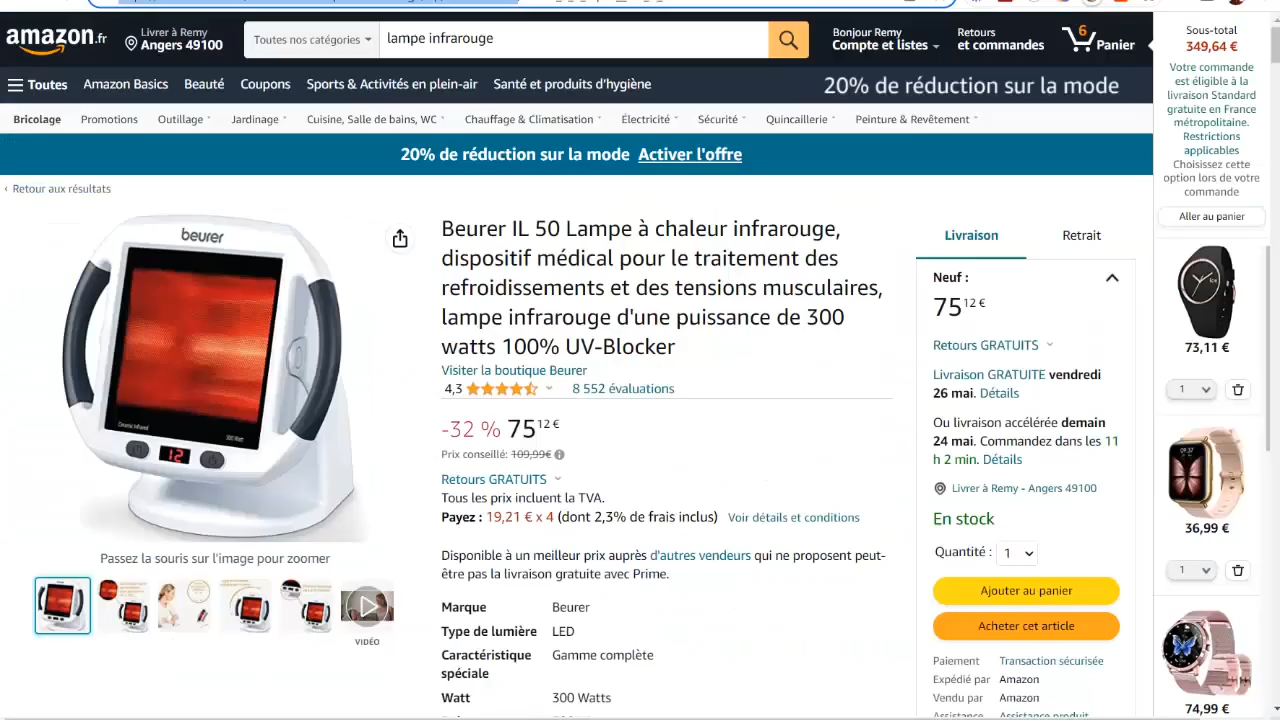 amazon.fr
Livrer à Remy
Angers 49100
Toutes nos catégories
lampe infrarouge
Bonjour Remy
Compte et listes
Retours
et commandes
6
Panier
Toutes
Amazon Basics
Beauté
Coupons
Sports & Activités en plein-air
Santé et produits d'hygiène
20% de réduction sur la mode
Bricolage
Promotions
Outillage
Jardinage
Cuisine, Salle de bains, WC
Chauffage & Climatisation
Électricité
Sécurité
Quincaillerie
Peinture & Revêtement
20% de réduction sur la mode Activer l'offre
‹ Retour aux résultats
beurer
Ceramic Infrared
300 Watt
12
Passez la souris sur l'image pour zoomer
VIDÉO
Beurer IL 50 Lampe à chaleur infrarouge,
dispositif médical pour le traitement des
refroidissements et des tensions musculaires,
lampe infrarouge d'une puissance de 300
watts 100% UV-Blocker
Visiter la boutique Beurer
4,3
8 552 évaluations
-32 % 75 12 €
Prix conseillé: 109,99€
Retours GRATUITS
Tous les prix incluent la TVA.
Payez : 19,21 € x 4 (dont 2,3% de frais inclus) Voir détails et conditions
Disponible à un meilleur prix auprès d'autres vendeurs qui ne proposent peut-
être pas la livraison gratuite avec Prime.
Marque Beurer
Type de lumière LED
Caractéristique Gamme complète
spéciale
Watt 300 Watts
Livraison
Retrait
Neuf :
75 12 €
Retours GRATUITS
Livraison GRATUITE vendredi
26 mai. Détails
Ou livraison accélérée demain
24 mai. Commandez dans les 11
h 2 min. Détails
Livrer à Remy - Angers 49100
En stock
Quantité : 1
Ajouter au panier
Acheter cet article
Paiement Transaction sécurisée
Expédié par Amazon
Vendu par Amazon
Assistance Assistance produit
Sous-total
349,64 €
Votre commande
est éligible à la
livraison Standard
gratuite en France
métropolitaine.
Restrictions
applicables
Choisissez cette
option lors de votre
commande
Aller au panier
73,11 €
1
36,99 €
1
74,99 €